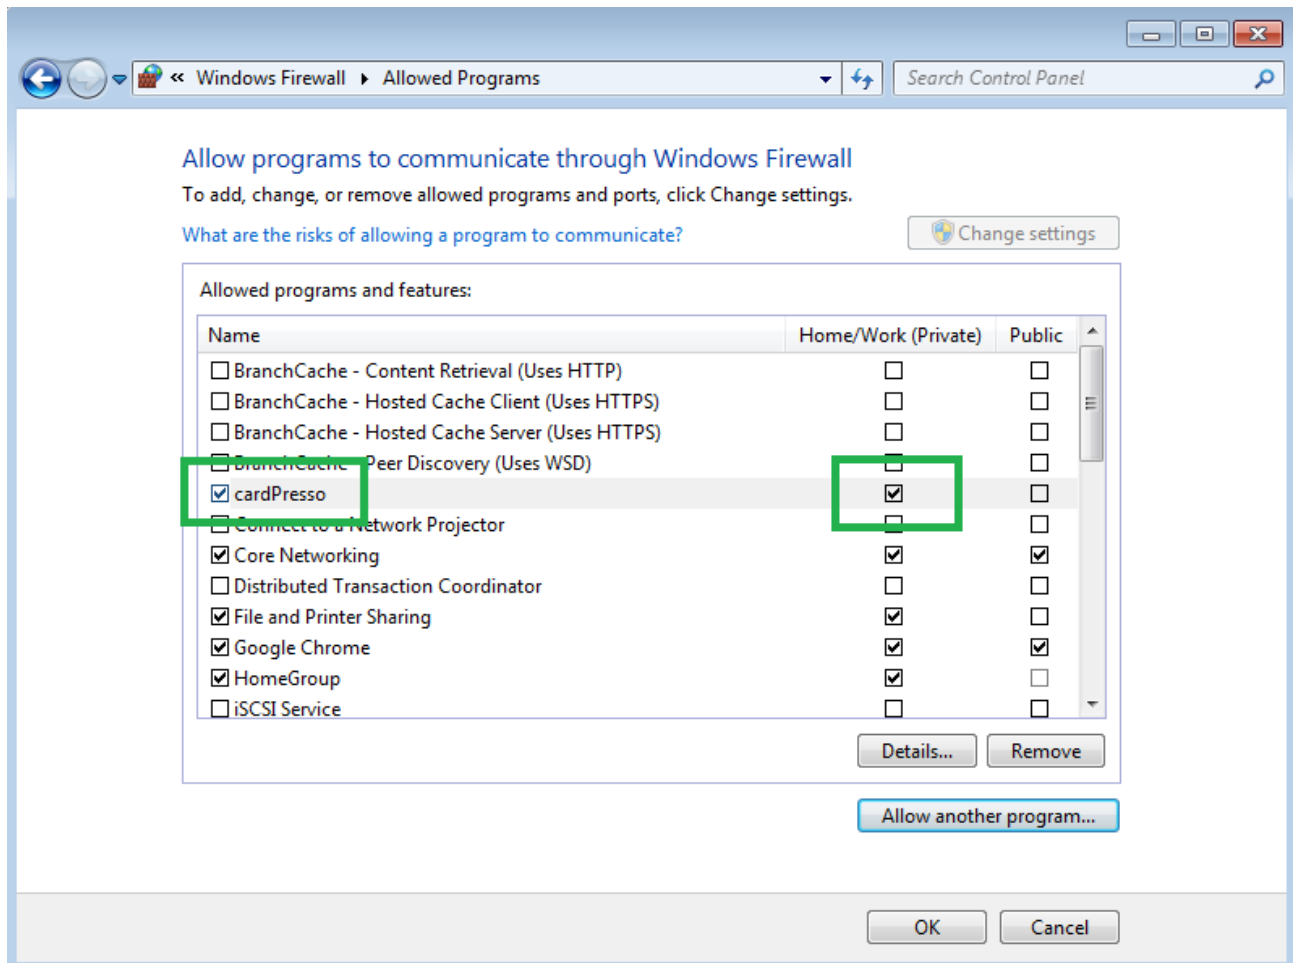 « Windows Firewall ▸ Allowed Programs
Search Control Panel
Allow programs to communicate through Windows Firewall
To add, change, or remove allowed programs and ports, click Change settings.
What are the risks of allowing a program to communicate?
Change settings
Allowed programs and features:
Name Home/Work (Private) Public
BranchCache - Content Retrieval (Uses HTTP)
BranchCache - Hosted Cache Client (Uses HTTPS)
BranchCache - Hosted Cache Server (Uses HTTPS)
BranchCache - Peer Discovery (Uses WSD)
cardPresso
Connect to a Network Projector
Core Networking
Distributed Transaction Coordinator
File and Printer Sharing
Google Chrome
HomeGroup
iSCSI Service
Details... Remove
Allow another program...
OK Cancel